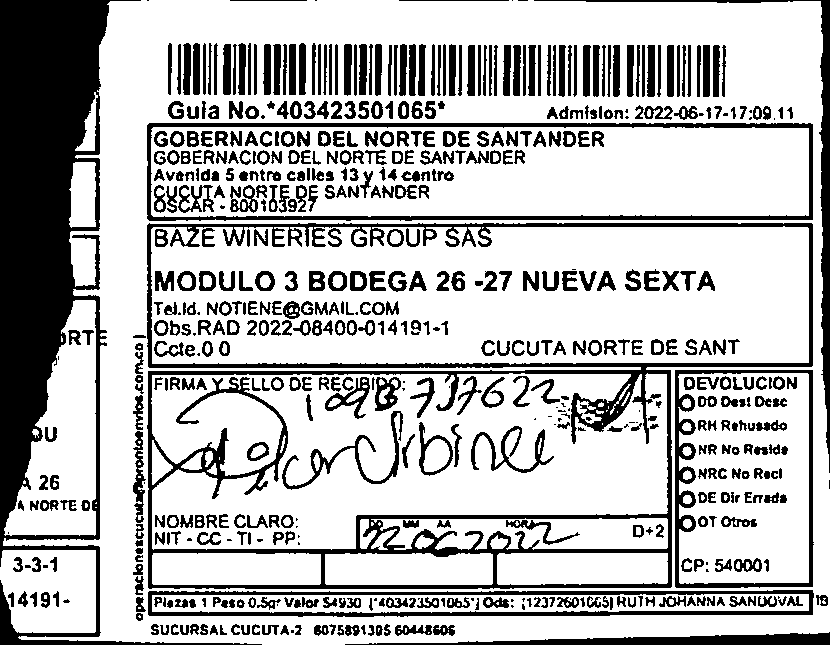 Guia No.*403423501065*
Admision: 2022-06-17-17:09.11
GOBERNACION DEL NORTE DE SANTANDER
GOBERNACION DEL NORTE DE SANTANDER
Avenida 5 entre calles 13 y 14 centro
CUCUTA NORTE DE SANTANDER
OSCAR - 800103927
BAZE WINERIES GROUP SAS
MODULO 3 BODEGA 26 -27 NUEVA SEXTA
Tel.Id. NOTIENE@GMAIL.COM
Obs.RAD 2022-08400-014191-1
Ccte.0 0
CUCUTA NORTE DE SANT
FIRMA Y SELLO DE RECIBIDO:
NOMBRE CLARO:
NIT - CC - TI - PP:
DD MM AA HORA
22 06 2022
D+2
DEVOLUCION
DD Dest Desc
RH Rehusado
NR No Reside
NRC No Recl
DE Dir Errada
OT Otros
CP: 540001
Piezas 1 Peso 0.5gr Valor $4930 [*403423501065*] Ods: [12372601665] RUTH JOHANNA SANDOVAL
SUCURSAL CUCUTA-2 6075891395 60448606
operacionescucuta@prontoenvios.com.co
ORTE
OU
A 26
A NORTE DE
3-3-1
14191-